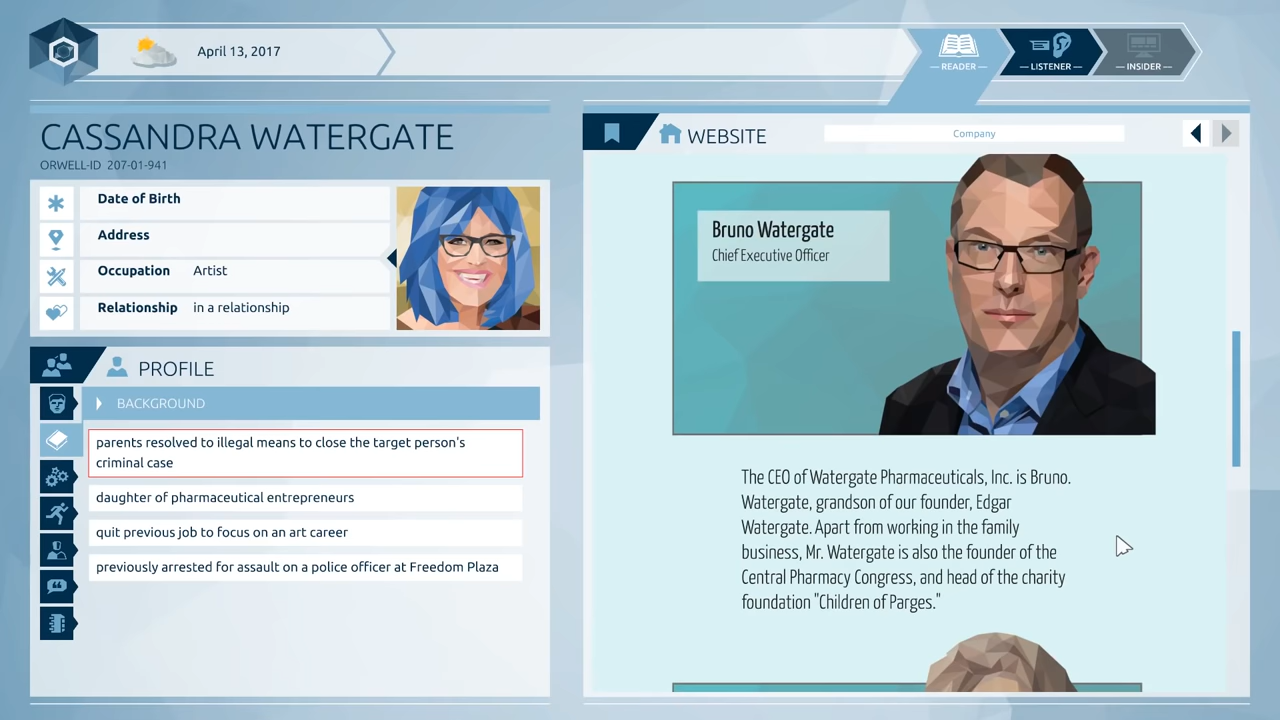 April 13, 2017
READER
LISTENER
INSIDER
CASSANDRA WATERGATE
ORWELL-ID 207-01-941
Date of Birth
Address
Occupation Artist
Relationship in a relationship
PROFILE
BACKGROUND
parents resolved to illegal means to close the target person's
criminal case
daughter of pharmaceutical entrepreneurs
quit previous job to focus on an art career
previously arrested for assault on a police officer at Freedom Plaza
WEBSITE
Company
Bruno Watergate
Chief Executive Officer
The CEO of Watergate Pharmaceuticals, Inc. is Bruno.
Watergate, grandson of our founder, Edgar
Watergate. Apart from working in the family
business, Mr. Watergate is also the founder of the
Central Pharmacy Congress, and head of the charity
foundation "Children of Parges."